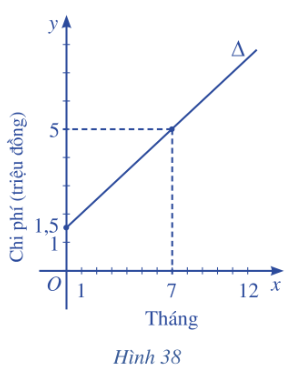 y
Δ
5
1,5
1
O
1
7
12
x
Chi phí (triệu đồng)
Tháng
Hình 38